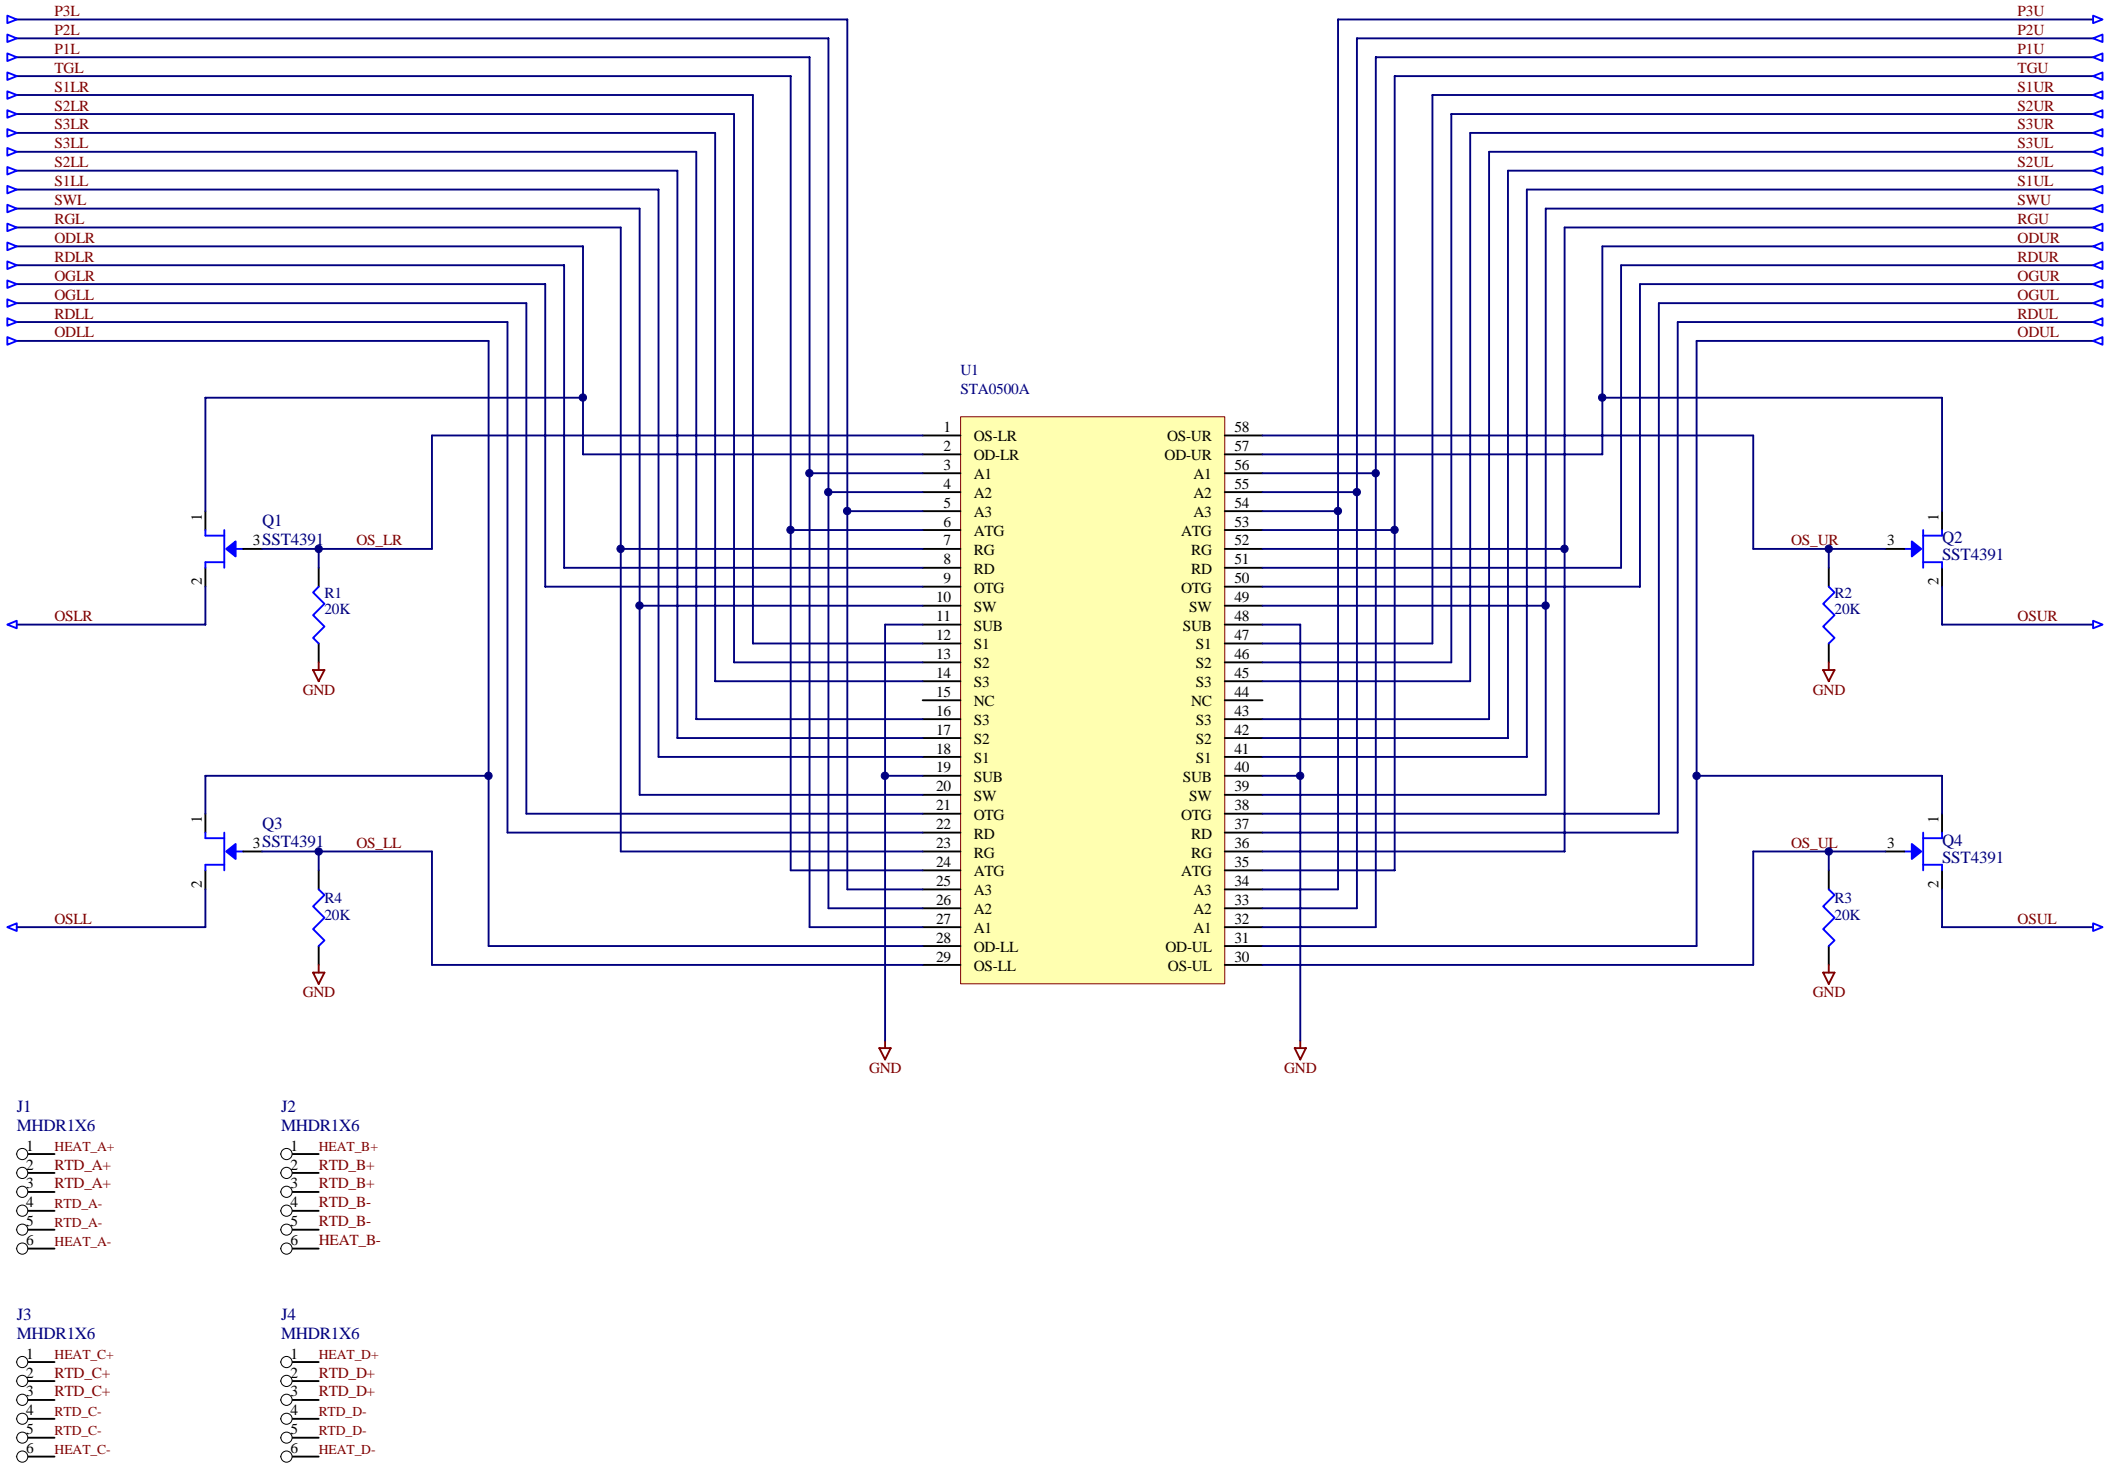 P3L
P2L
P1L
TGL
S1LR
S2LR
S3LR
S3LL
S2LL
S1LL
SWL
RGL
ODLR
RDLR
OGLR
OGLL
RDLL
ODLL
P3U
P2U
P1U
TGU
S1UR
S2UR
S3UR
S3UL
S2UL
S1UL
SWU
RGU
ODUR
RDUR
OGUR
OGUL
RDUL
ODUL
U1
STA0500A
1 OS-LR OS-UR 58
2 OD-LR OD-UR 57
3 A1 A1 56
4 A2 A2 55
5 A3 A3 54
6 ATG ATG 53
7 RG RG 52
8 RD RD 51
9 OTG OTG 50
10 SW SW 49
11 SUB SUB 48
12 S1 S1 47
13 S2 S2 46
14 S3 S3 45
15 NC NC 44
16 S3 S3 43
17 S2 S2 42
18 S1 S1 41
19 SUB SUB 40
20 SW SW 39
21 OTG OTG 38
22 RD RD 37
23 RG RG 36
24 ATG ATG 35
25 A3 A3 34
26 A2 A2 33
27 A1 A1 32
28 OD-LL OD-UL 31
29 OS-LL OS-UL 30
GND
GND
1
Q1
3 SST4391 OS_LR
2
R1
20K
OSLR
GND
1
Q3
3 SST4391 OS_LL
2
R4
20K
OSLL
GND
1
OS_UR 3 Q2
SST4391
2
R2
20K
OSUR
GND
1
OS_UL 3 Q4
SST4391
2
R3
20K
OSUL
GND
J1
MHDR1X6
1 HEAT_A+
2 RTD_A+
3 RTD_A+
4 RTD_A-
5 RTD_A-
6 HEAT_A-
J2
MHDR1X6
1 HEAT_B+
2 RTD_B+
3 RTD_B+
4 RTD_B-
5 RTD_B-
6 HEAT_B-
J3
MHDR1X6
1 HEAT_C+
2 RTD_C+
3 RTD_C+
4 RTD_C-
5 RTD_C-
6 HEAT_C-
J4
MHDR1X6
1 HEAT_D+
2 RTD_D+
3 RTD_D+
4 RTD_D-
5 RTD_D-
6 HEAT_D-